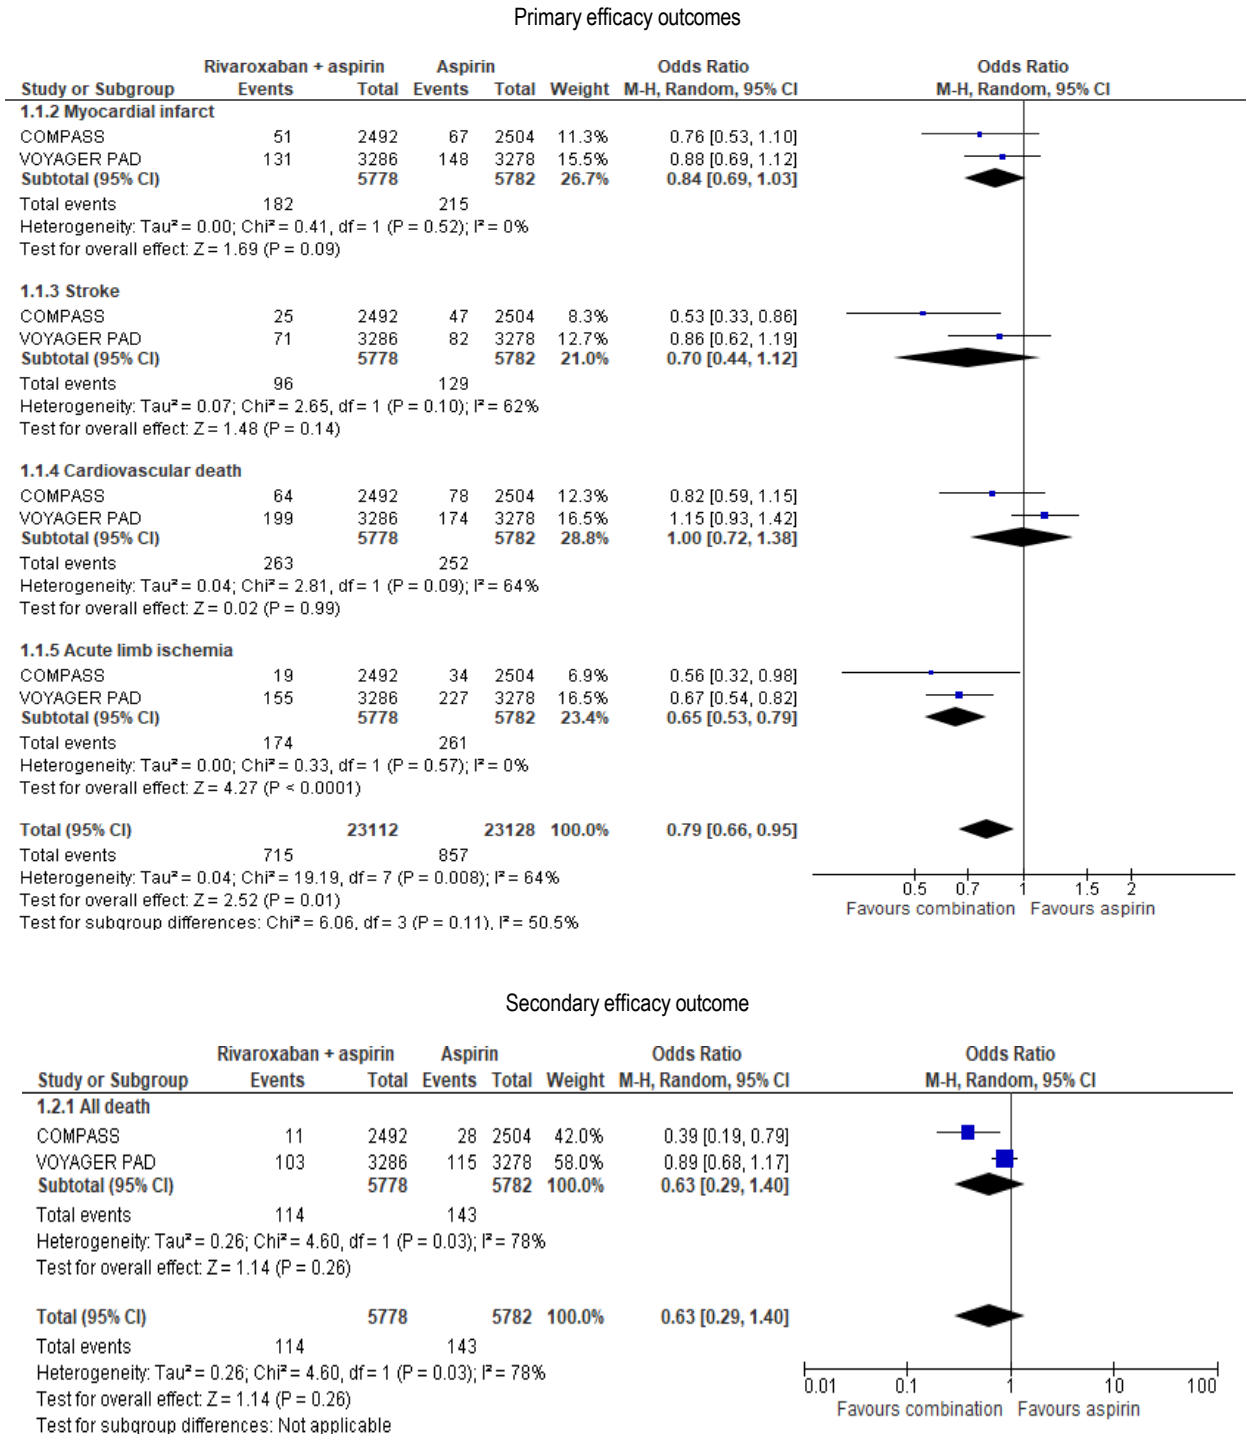 Primary efficacy outcomes
Rivaroxaban + aspirin Aspirin Odds Ratio Odds Ratio
Study or Subgroup Events Total Events Total Weight M-H, Random, 95% CI M-H, Random, 95% CI
1.1.2 Myocardial infarct
COMPASS 51 2492 67 2504 11.3% 0.76 [0.53, 1.10]
VOYAGER PAD 131 3286 148 3278 15.5% 0.88 [0.69, 1.12]
Subtotal (95% CI) 5778 5782 26.7% 0.84 [0.69, 1.03]
Total events 182 215
Heterogeneity: Tau² = 0.00; Chi² = 0.41, df = 1 (P = 0.52); I² = 0%
Test for overall effect: Z = 1.69 (P = 0.09)
1.1.3 Stroke
COMPASS 25 2492 47 2504 8.3% 0.53 [0.33, 0.86]
VOYAGER PAD 71 3286 82 3278 12.7% 0.86 [0.62, 1.19]
Subtotal (95% CI) 5778 5782 21.0% 0.70 [0.44, 1.12]
Total events 96 129
Heterogeneity: Tau² = 0.07; Chi² = 2.65, df = 1 (P = 0.10); I² = 62%
Test for overall effect: Z = 1.48 (P = 0.14)
1.1.4 Cardiovascular death
COMPASS 64 2492 78 2504 12.3% 0.82 [0.59, 1.15]
VOYAGER PAD 199 3286 174 3278 16.5% 1.15 [0.93, 1.42]
Subtotal (95% CI) 5778 5782 28.8% 1.00 [0.72, 1.38]
Total events 263 252
Heterogeneity: Tau² = 0.04; Chi² = 2.81, df = 1 (P = 0.09); I² = 64%
Test for overall effect: Z = 0.02 (P = 0.99)
1.1.5 Acute limb ischemia
COMPASS 19 2492 34 2504 6.9% 0.56 [0.32, 0.98]
VOYAGER PAD 155 3286 227 3278 16.5% 0.67 [0.54, 0.82]
Subtotal (95% CI) 5778 5782 23.4% 0.65 [0.53, 0.79]
Total events 174 261
Heterogeneity: Tau² = 0.00; Chi² = 0.33, df = 1 (P = 0.57); I² = 0%
Test for overall effect: Z = 4.27 (P < 0.0001)
Total (95% CI) 23112 23128 100.0% 0.79 [0.66, 0.95]
Total events 715 857
Heterogeneity: Tau² = 0.04; Chi² = 19.19, df = 7 (P = 0.008); I² = 64%
Test for overall effect: Z = 2.52 (P = 0.01)
Test for subgroup differences: Chi² = 6.06, df = 3 (P = 0.11), I² = 50.5%
0.5 0.7 1 1.5 2
Favours combination Favours aspirin
Secondary efficacy outcome
Rivaroxaban + aspirin Aspirin Odds Ratio Odds Ratio
Study or Subgroup Events Total Events Total Weight M-H, Random, 95% CI M-H, Random, 95% CI
1.2.1 All death
COMPASS 11 2492 28 2504 42.0% 0.39 [0.19, 0.79]
VOYAGER PAD 103 3286 115 3278 58.0% 0.89 [0.68, 1.17]
Subtotal (95% CI) 5778 5782 100.0% 0.63 [0.29, 1.40]
Total events 114 143
Heterogeneity: Tau² = 0.26; Chi² = 4.60, df = 1 (P = 0.03); I² = 78%
Test for overall effect: Z = 1.14 (P = 0.26)
Total (95% CI) 5778 5782 100.0% 0.63 [0.29, 1.40]
Total events 114 143
Heterogeneity: Tau² = 0.26; Chi² = 4.60, df = 1 (P = 0.03); I² = 78%
Test for overall effect: Z = 1.14 (P = 0.26)
Test for subgroup differences: Not applicable
0.01 0.1 1 10 100
Favours combination Favours aspirin